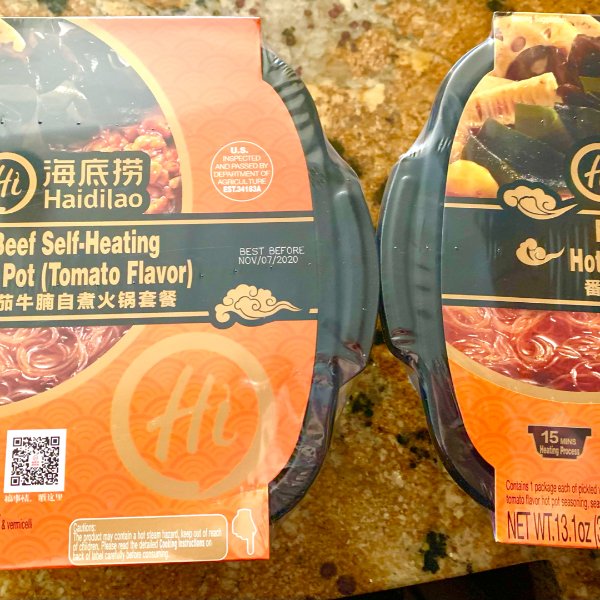 Hi
海底捞
Haidilao
U.S.
INSPECTED
AND PASSED BY
DEPARTMENT OF
AGRICULTURE
EST.34193A
Beef Self-Heating
Pot (Tomato Flavor)
茄牛腩自煮火锅套餐
BEST BEFORE
NOV/07/2020
Hi
& vermicelli
Cautions:
The product may contain a hot steam hazard, keep out of reach
of children. Please read the detailed Cooking Instructions on
back of label carefully before consuming.
Hot
番
15 MINS
Heating Process
Contains 1 package each of pickled
tomato flavor hot pot seasoning,
NET WT.13.1oz